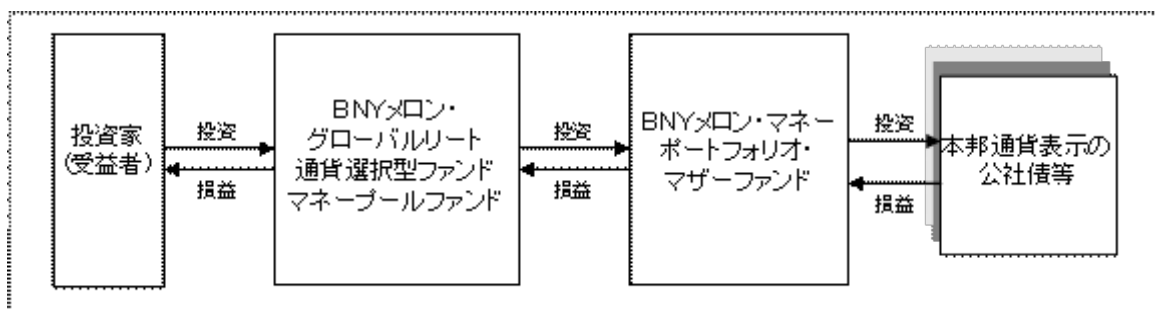 投資家
(受益者)
投資
損益
BNYメロン・
グローバルリート
通貨選択型ファンド
マネープールファンド
投資
損益
BNYメロン・マネー
ポートフォリオ・
マザーファンド
投資
損益
本邦通貨表示の
公社債等